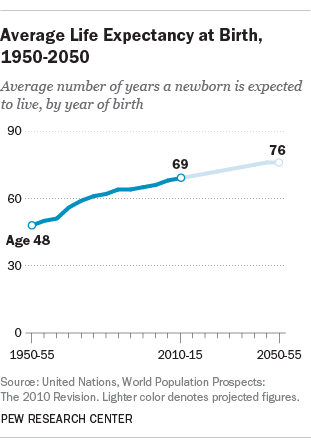 Average Life Expectancy at Birth,
1950-2050
Average number of years a newborn is expected
to live, by year of birth
90
76
69
60
Age 48
30
0
1950-55 2010-15 2050-55
Source: United Nations, World Population Prospects:
The 2010 Revision. Lighter color denotes projected figures.
PEW RESEARCH CENTER